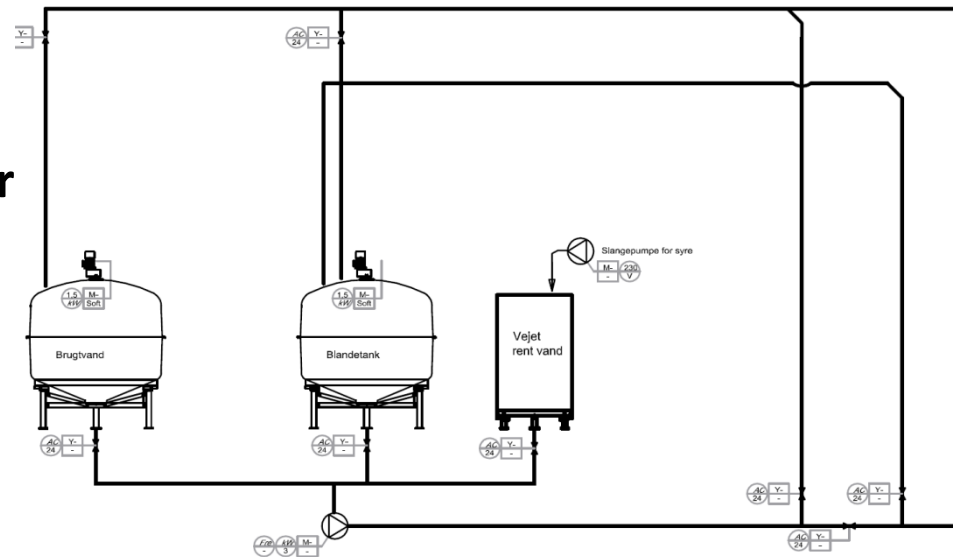 Y-
-
AC
24
Y-
-
r
Slangepumpe for syre
M-
-
230
V
1,5
kW
M-
Soft
1,5
kW
M-
Soft
Vejet
rent vand
Brugtvand
Blandetank
AC
24
Y-
-
AC
24
Y-
-
AC
24
Y-
-
AC
24
Y-
-
AC
24
Y-
-
AC
24
Y-
-
Fre
-
kW
3
M-
-